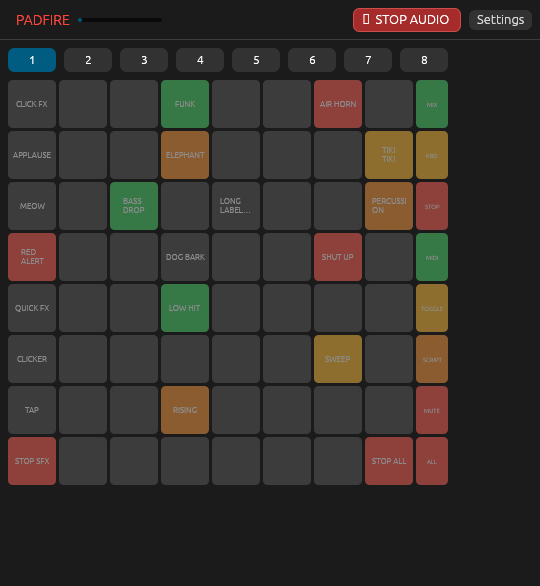 PADFIRE STOP AUDIO Settings
1 2 3 4 5 6 7 8
CLICK FX FUNK AIR HORN MIX
APPLAUSE ELEPHANT TIKI TIKI KBD
MEOW BASS DROP LONG LABEL... PERCUSSI ON STOP
RED ALERT DOG BARK SHUT UP MIDI
QUICK FX LOW HIT TOGGLE
CLICKER SWEEP SCRIPT
TAP RISING MUTE
STOP SFX STOP ALL ALL